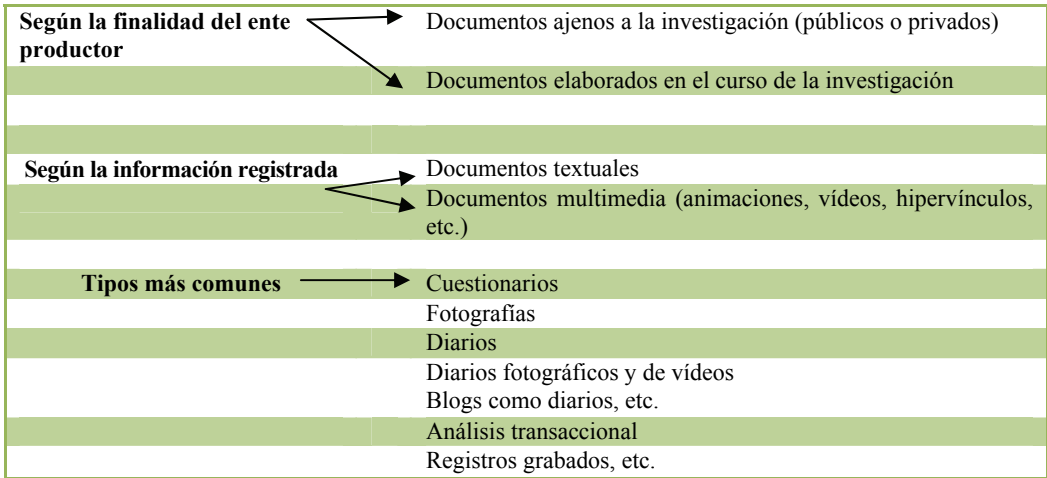 Según la finalidad del ente
productor
Documentos ajenos a la investigación (públicos o privados)
Documentos elaborados en el curso de la investigación
Según la información registrada
Documentos textuales
Documentos multimedia (animaciones, vídeos, hipervínculos,
etc.)
Tipos más comunes
Cuestionarios
Fotografías
Diarios
Diarios fotográficos y de vídeos
Blogs como diarios, etc.
Análisis transaccional
Registros grabados, etc.